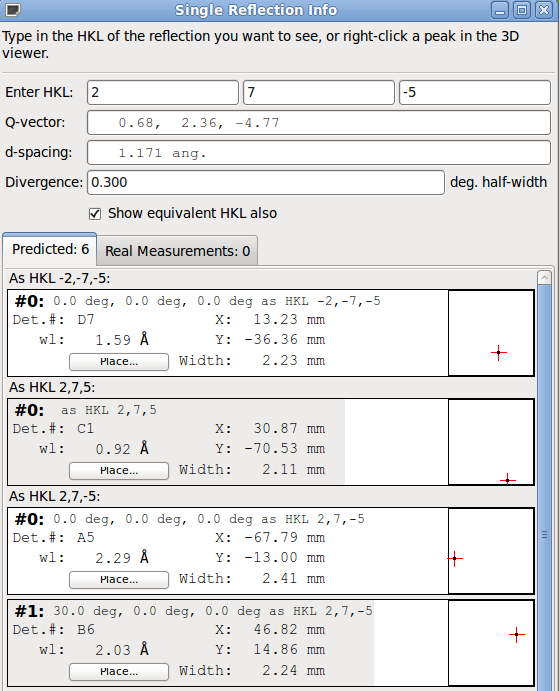 Single Reflection Info
Type in the HKL of the reflection you want to see, or right-click a peak in the 3D
viewer.
Enter HKL: 2 7 -5
Q-vector: 0.68, 2.36, -4.77
d-spacing: 1.171 ang.
Divergence: 0.300 deg. half-width
Show equivalent HKL also
Predicted: 6 Real Measurements: 0
As HKL -2,-7,-5:
#0: 0.0 deg, 0.0 deg, 0.0 deg as HKL -2,-7,-5
Det.#: D7 X: 13.23 mm
wl: 1.59 Å Y: -36.36 mm
Place... Width: 2.23 mm
As HKL 2,7,5:
#0: as HKL 2,7,5
Det.#: C1 X: 30.87 mm
wl: 0.92 Å Y: -70.53 mm
Place... Width: 2.11 mm
As HKL 2,7,-5:
#0: 0.0 deg, 0.0 deg, 0.0 deg as HKL 2,7,-5
Det.#: A5 X: -67.79 mm
wl: 2.29 Å Y: -13.00 mm
Place... Width: 2.41 mm
#1: 30.0 deg, 0.0 deg, 0.0 deg as HKL 2,7,-5
Det.#: B6 X: 46.82 mm
wl: 2.03 Å Y: 14.86 mm
Place... Width: 2.24 mm